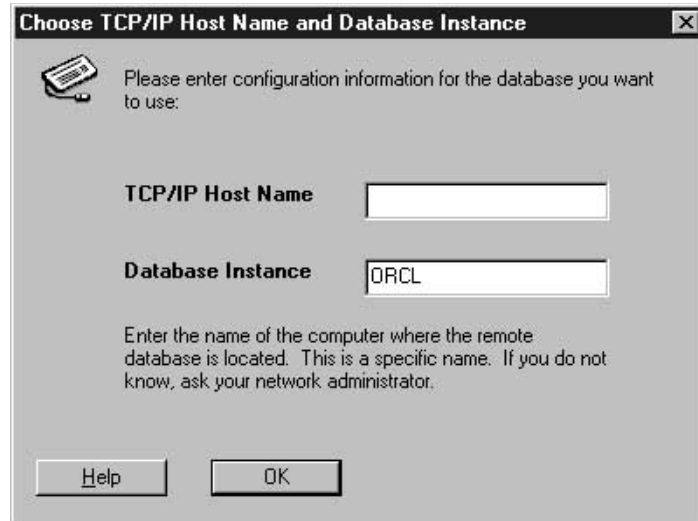 Choose TCP/IP Host Name and Database Instance
Please enter configuration information for the database you want
to use:
TCP/IP Host Name
Database Instance ORCL
Enter the name of the computer where the remote
database is located.  This is a specific name.  If you do not
know, ask your network administrator.
Help OK